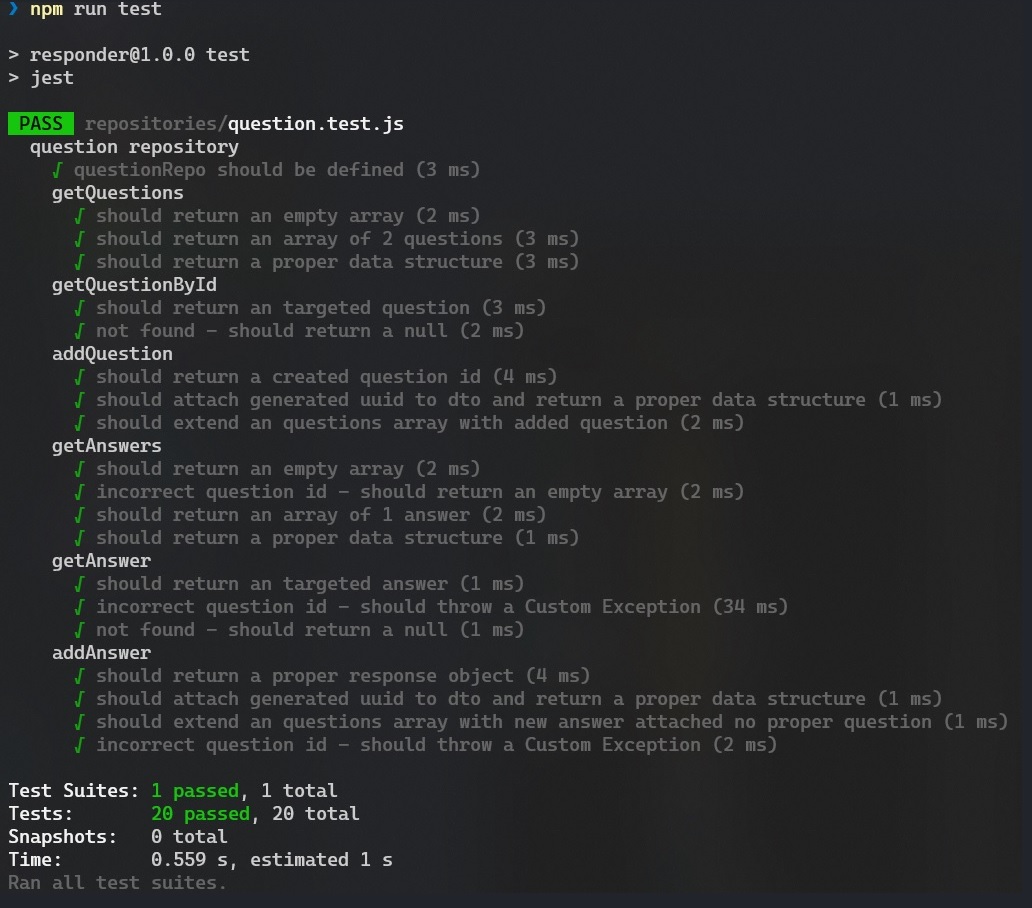 ❯ npm run test
> responder@1.0.0 test
> jest
PASS repositories/question.test.js
question repository
√ questionRepo should be defined (3 ms)
getQuestions
√ should return an empty array (2 ms)
√ should return an array of 2 questions (3 ms)
√ should return a proper data structure (3 ms)
getQuestionById
√ should return an targeted question (3 ms)
√ not found – should return a null (2 ms)
addQuestion
√ should return a created question id (4 ms)
√ should attach generated uuid to dto and return a proper data structure (1 ms)
√ should extend an questions array with added question (2 ms)
getAnswers
√ should return an empty array (2 ms)
√ incorrect question id – should return an empty array (2 ms)
√ should return an array of 1 answer (2 ms)
√ should return a proper data structure (1 ms)
getAnswer
√ should return an targeted answer (1 ms)
√ incorrect question id – should throw a Custom Exception (34 ms)
√ not found – should return a null (1 ms)
addAnswer
√ should return a proper response object (4 ms)
√ should attach generated uuid to dto and return a proper data structure (1 ms)
√ should extend an questions array with new answer attached no proper question (1 ms)
√ incorrect question id – should throw a Custom Exception (2 ms)
Test Suites: 1 passed, 1 total
Tests: 20 passed, 20 total
Snapshots: 0 total
Time: 0.559 s, estimated 1 s
Ran all test suites.